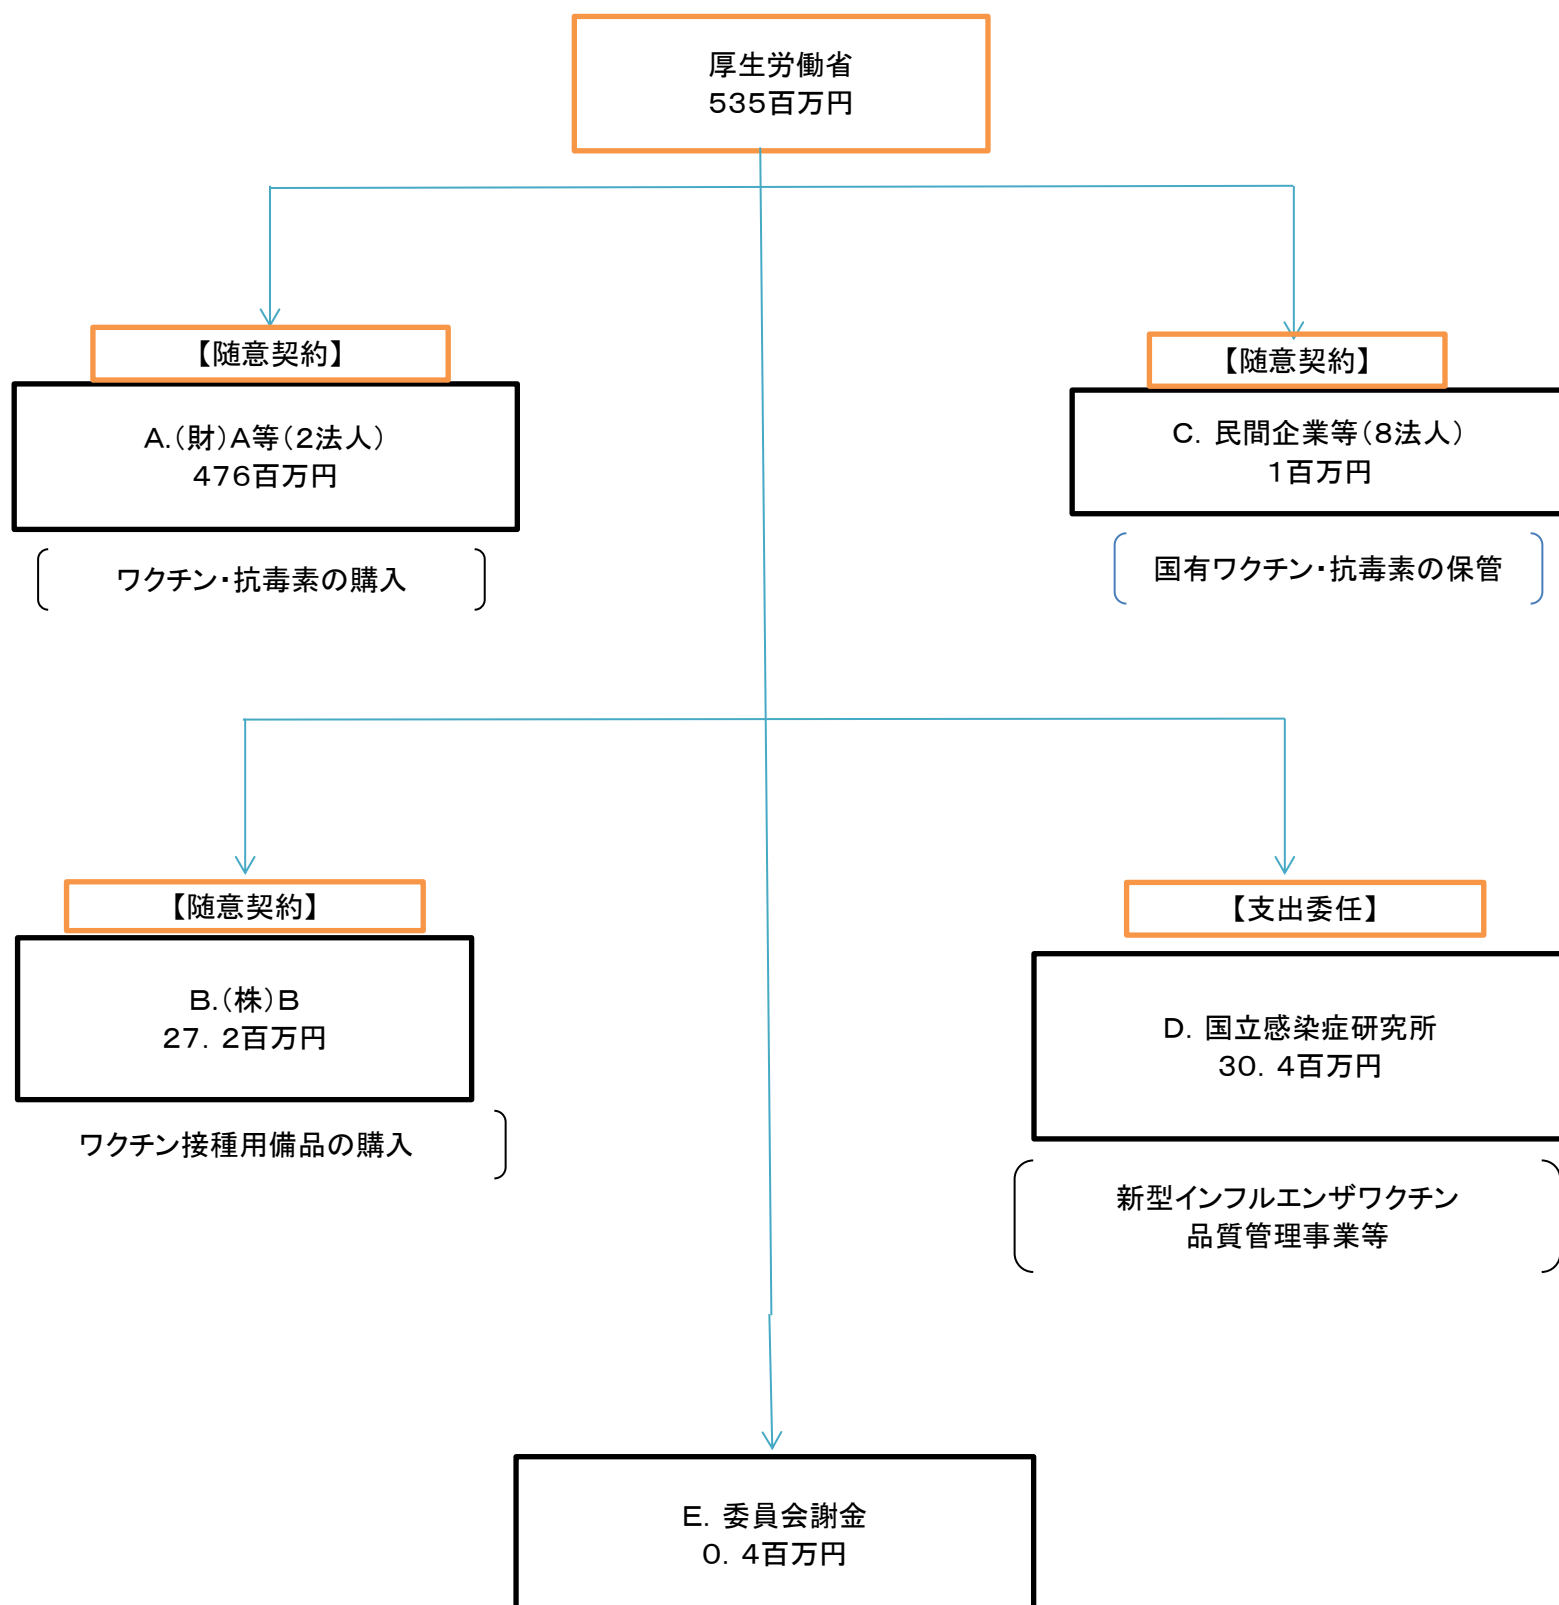 厚生労働省
535百万円
【随意契約】
A.(財)A等(2法人)
476百万円
ワクチン・抗毒素の購入
【随意契約】
C. 民間企業等(8法人)
1百万円
国有ワクチン・抗毒素の保管
【随意契約】
B.(株)B
27. 2百万円
ワクチン接種用備品の購入
【支出委任】
D. 国立感染症研究所
30. 4百万円
新型インフルエンザワクチン
品質管理事業等
E. 委員会謝金
0. 4百万円